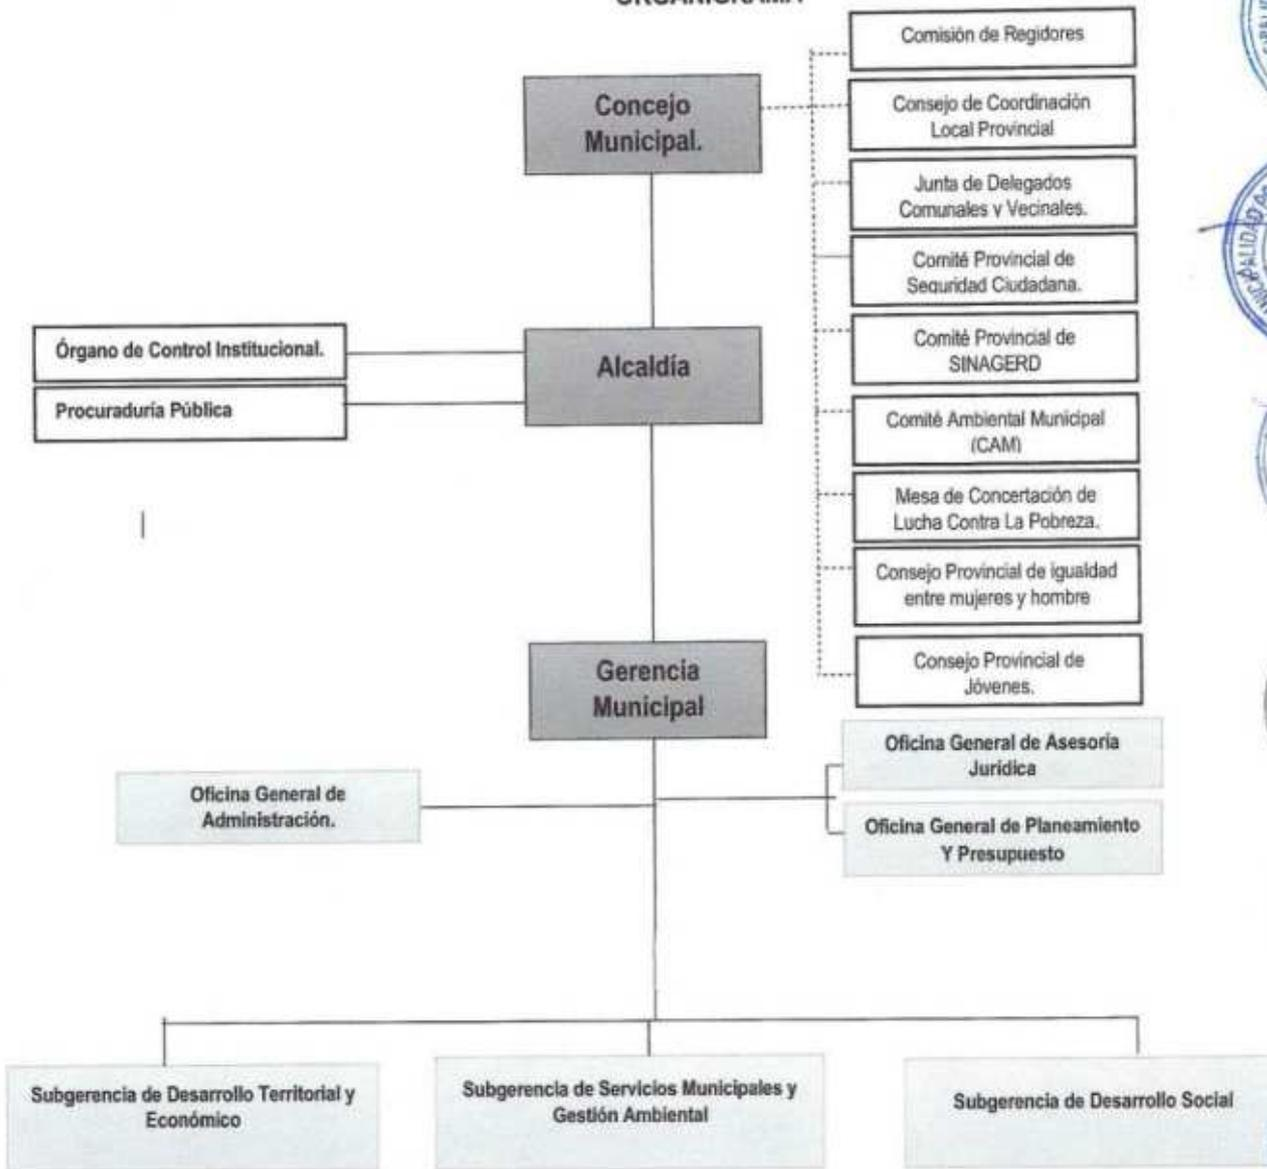 ORGANIGRAMA
Comisión de Regidores
Concejo
Municipal.
Consejo de Coordinación
Local Provincial
Junta de Delegados
Comunales y Vecinales.
Comité Provincial de
Seguridad Ciudadana.
Comité Provincial de
SINAGERD
Comité Ambiental Municipal
(CAM)
Mesa de Concertación de
Lucha Contra La Pobreza.
Consejo Provincial de igualdad
entre mujeres y hombre
Consejo Provincial de
Jóvenes.
Órgano de Control Institucional.
Procuraduría Pública
Alcaldía
Gerencia
Municipal
Oficina General de Asesoría
Jurídica
Oficina General de
Administración.
Oficina General de Planeamiento
Y Presupuesto
Subgerencia de Desarrollo Territorial y
Económico
Subgerencia de Servicios Municipales y
Gestión Ambiental
Subgerencia de Desarrollo Social